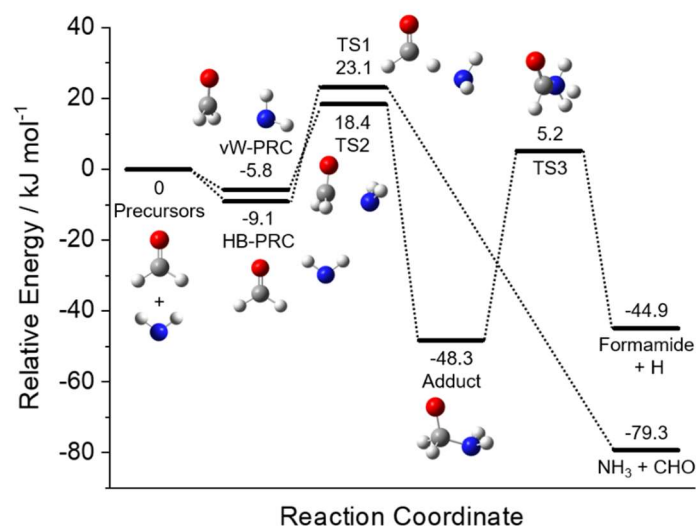 Relative Energy / kJ mol⁻¹
40
20
0
-20
-40
-60
-80
0
Precursors
+
vW-PRC
-5.8
-9.1
HB-PRC
TS1
23.1
18.4
TS2
-48.3
Adduct
5.2
TS3
-44.9
Formamide
+ H
-79.3
NH₃ + CHO
Reaction Coordinate